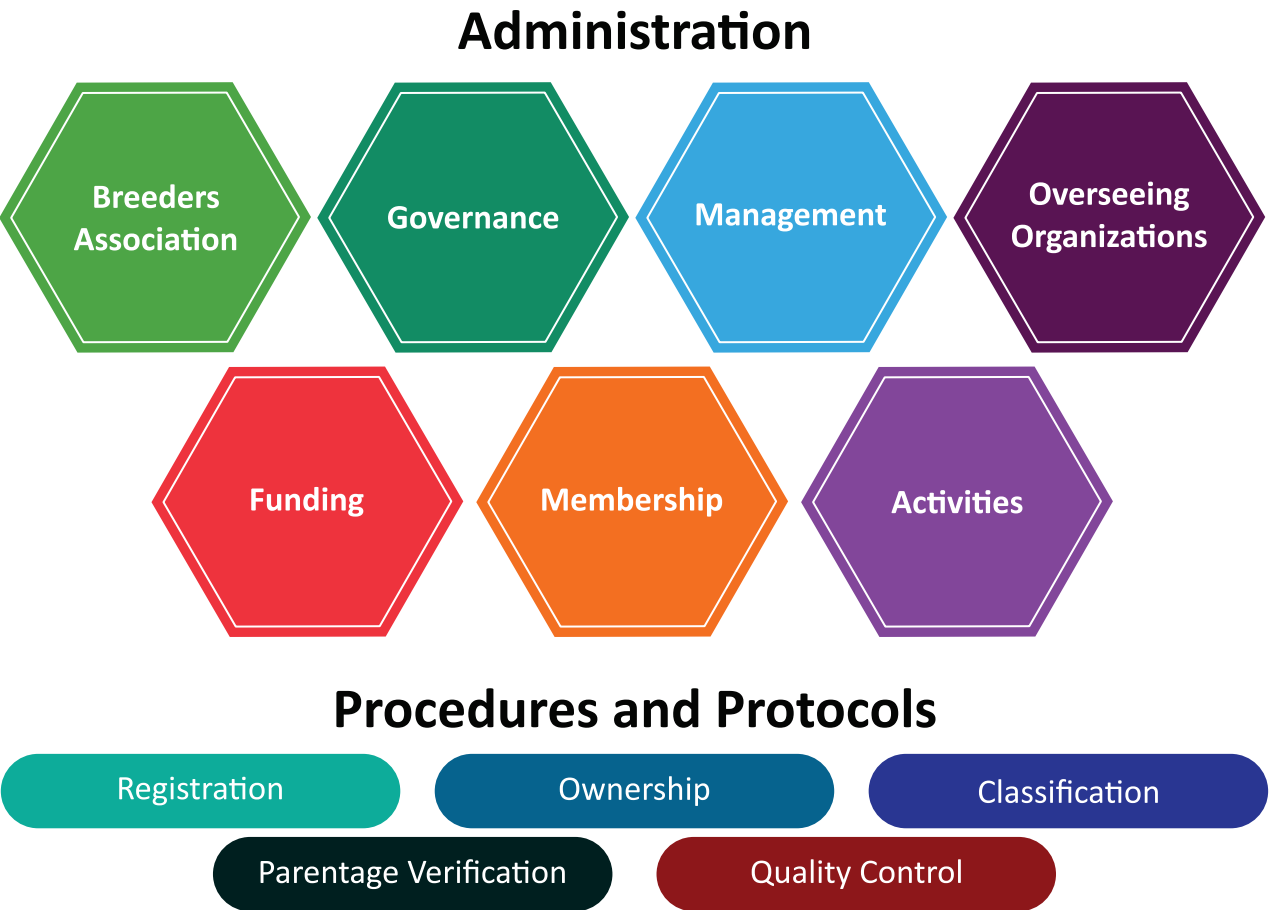 Administration
Breeders
Association
Governance
Management
Overseeing
Organizations
Funding
Membership
Activities
Procedures and Protocols
Registration
Ownership
Classification
Parentage Verification
Quality Control